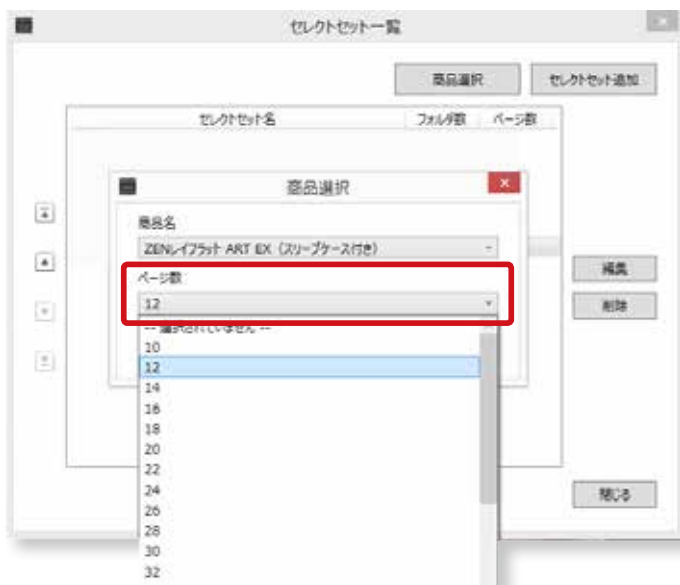 セレクトセット一覧
商品選択
セレクトセット追加
セレクトセット名
フォルダ数
ページ数
商品選択
商品名
ZENレイフラット ART EX（スリーブケース付き）
ページ数
12
-- 選択されていません --
10
12
14
16
18
20
22
24
26
28
30
32
編集
削除
閉じる